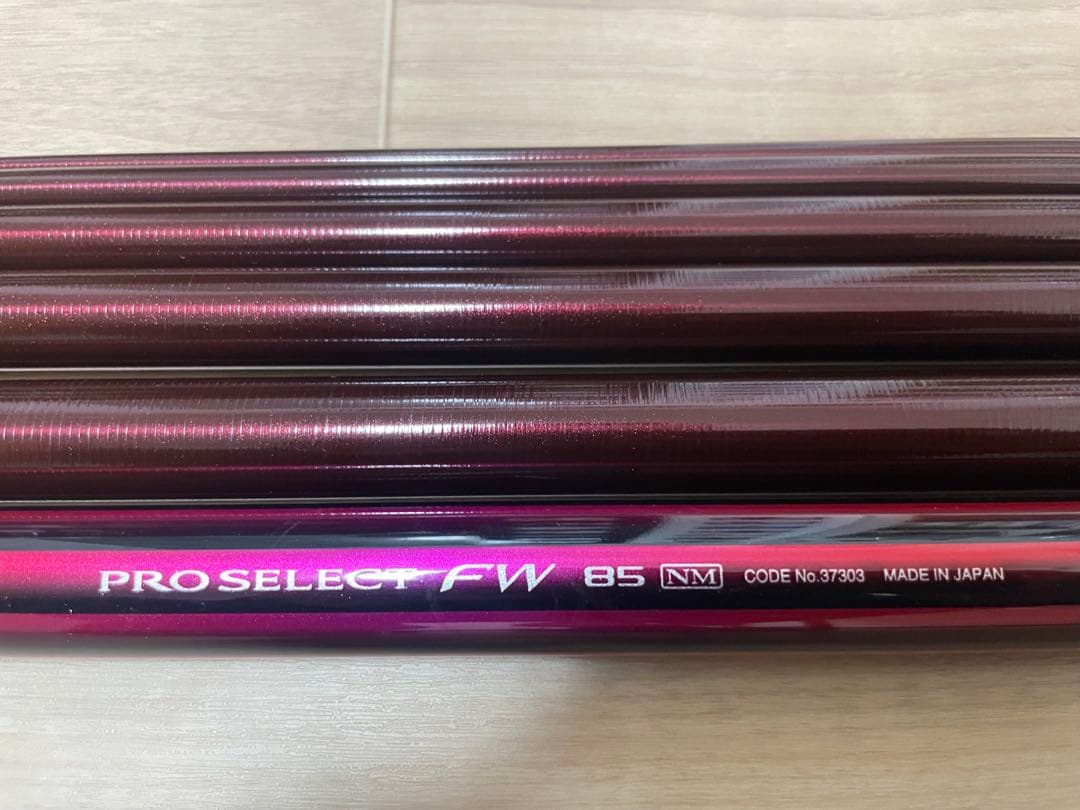 PRO SELECT FW 85 NM CODE No.37303 MADE IN JAPAN